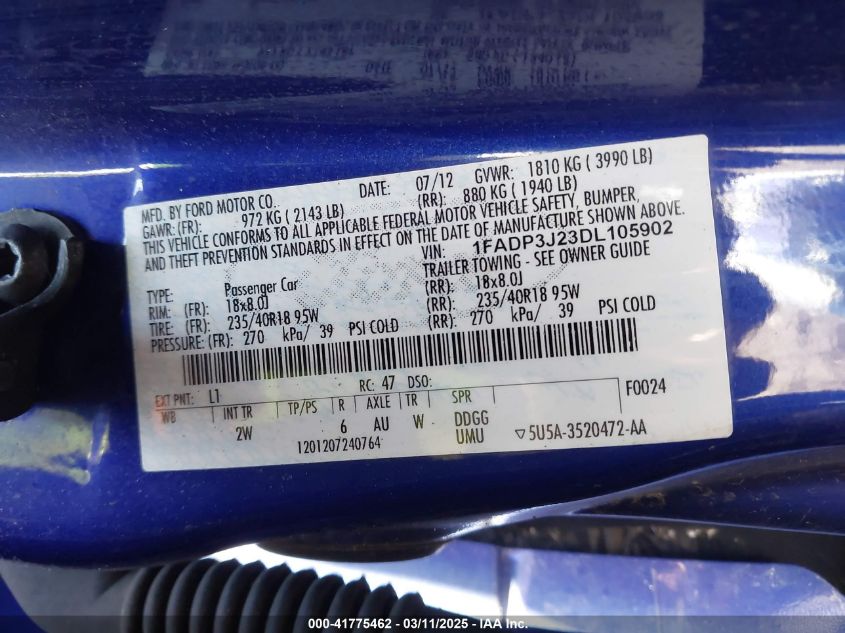 MFD. BY FORD MOTOR CO. DATE: 07/12 GVWR: 1810 KG ( 3990 LB)
GAWR: (FR): 972 KG ( 2143 LB) (RR): 880 KG ( 1940 LB)
THIS VEHICLE CONFORMS TO ALL APPLICABLE FEDERAL MOTOR VEHICLE SAFETY, BUMPER,
AND THEFT PREVENTION STANDARDS IN EFFECT ON THE DATE OF MANUFACTURE SHOWN ABOVE.
VIN: 1FADP3J23DL105902
TYPE: Passenger Car TRAILER TOWING - SEE OWNER GUIDE
RIM: (FR): 18x8.0J (RR): 18x8.0J
TIRE: (FR): 235/40R18 95W (RR): 235/40R18 95W
PRESSURE: (FR): 270 kPa/ 39 PSI COLD (RR): 270 kPa/ 39 PSI COLD
EXT PNT: L1 RC: 47 DSO: F0024
WB INT TR TP/PS R AXLE TR SPR
2W 6 AU W DDGG
1201207240764 UMU ▽5U5A-3520472-AA
000-41775462 - 03/11/2025 - IAA Inc.